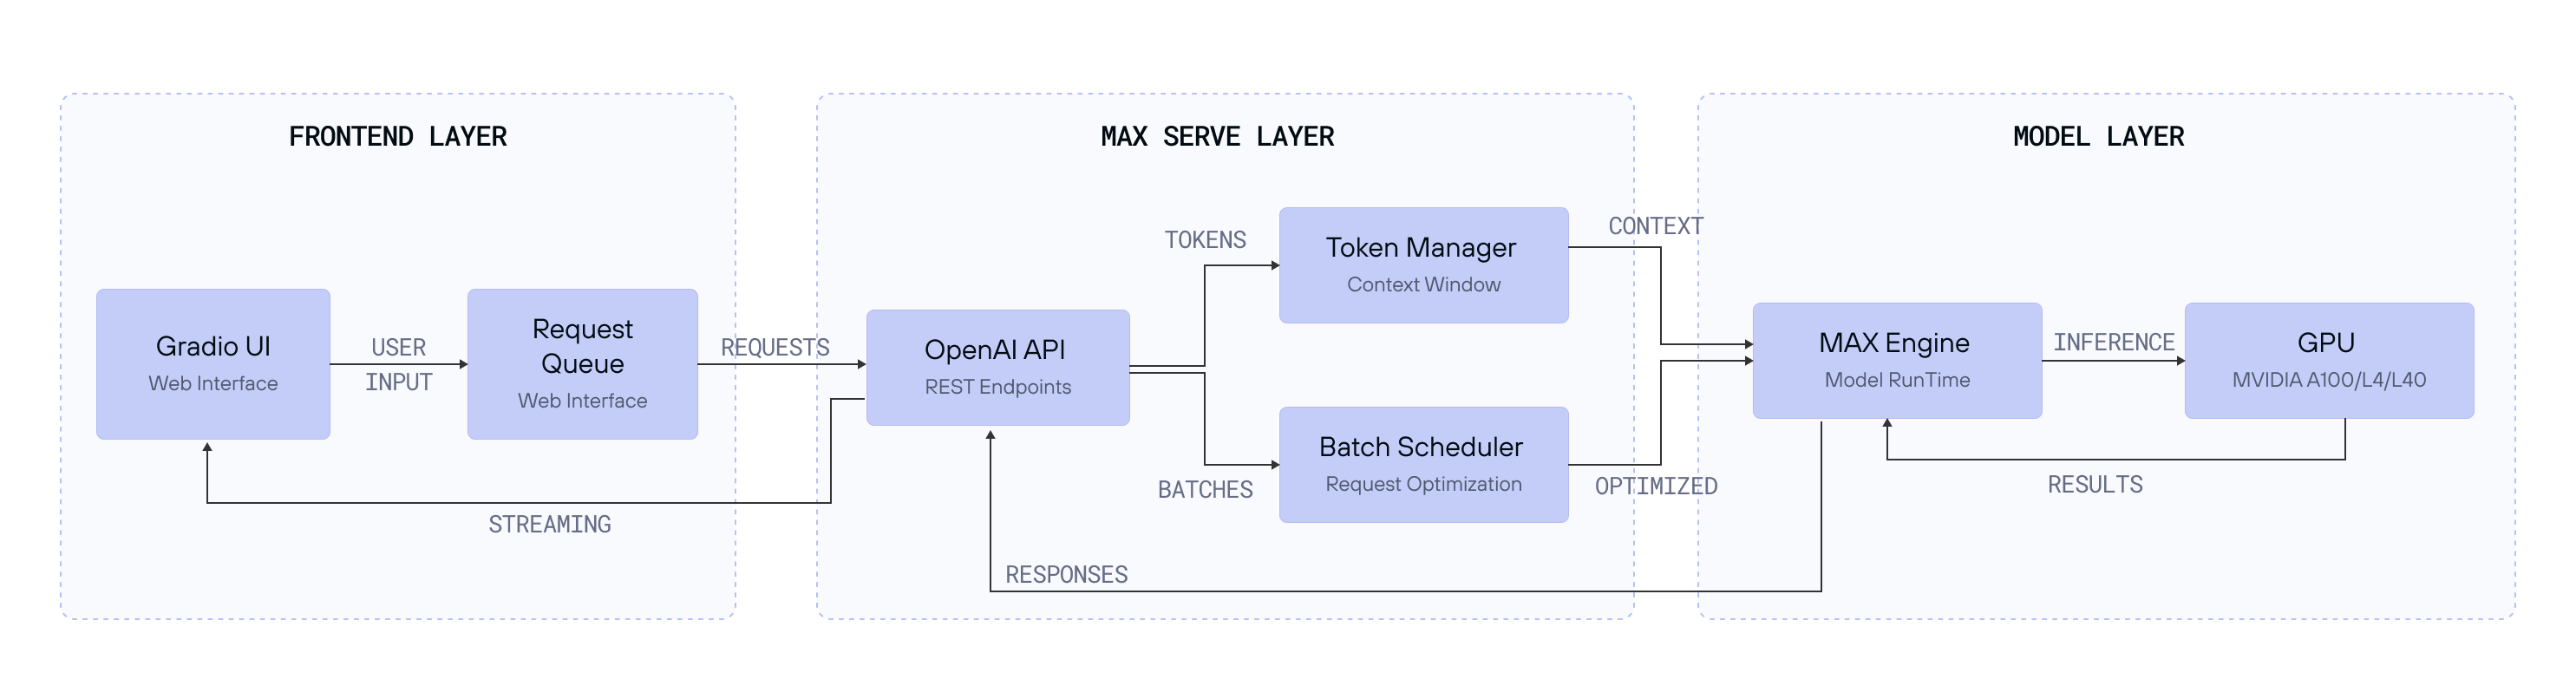 FRONTEND LAYER
Gradio UI
Web Interface
USER
INPUT
Request
Queue
Web Interface
REQUESTS
STREAMING
MAX SERVE LAYER
OpenAI API
REST Endpoints
TOKENS
Token Manager
Context Window
BATCHES
Batch Scheduler
Request Optimization
CONTEXT
OPTIMIZED
RESPONSES
MODEL LAYER
MAX Engine
Model RunTime
INFERENCE
GPU
MVIDIA A100/L4/L40
RESULTS